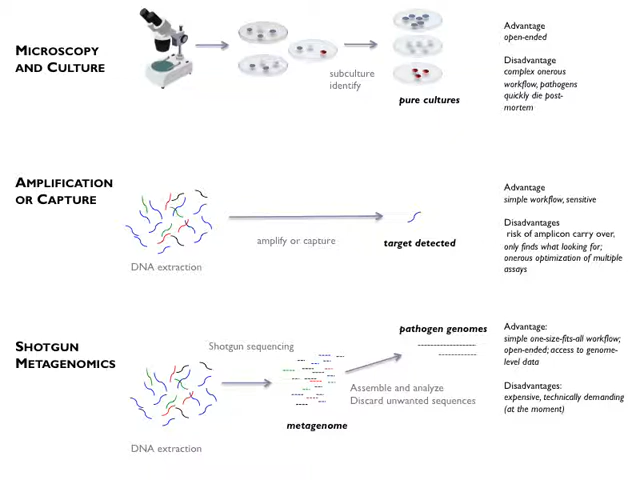 MICROSCOPY
AND CULTURE
subculture
identify
pure cultures
Advantage
open-ended
Disadvantage
complex onerous
workflow, pathogens
quickly die post-
mortem
AMPLIFICATION
OR CAPTURE
DNA extraction
amplify or capture
target detected
Advantage
simple workflow, sensitive
Disadvantages
risk of amplicon carry over,
only finds what looking for;
onerous optimization of multiple
assays
SHOTGUN
METAGENOMICS
DNA extraction
Shotgun sequencing
metagenome
Assemble and analyze
Discard unwanted sequences
pathogen genomes
Advantage:
simple one-size-fits-all workflow;
open-ended; access to genome-
level data
Disadvantages:
expensive, technically demanding
(at the moment)